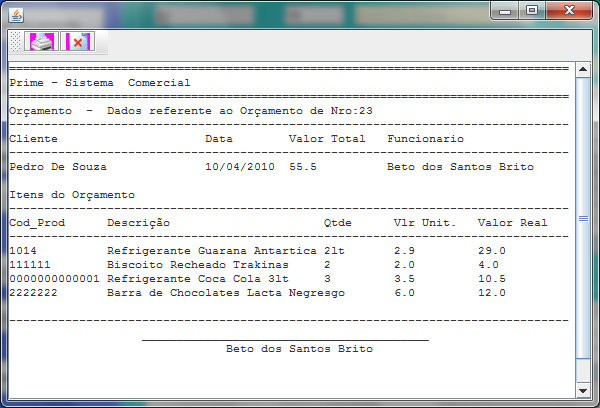 ================================================================================
Prime - Sistema  Comercial
================================================================================
Orçamento  -  Dados referente ao Orçamento de Nro:23
--------------------------------------------------------------------------------
Cliente                     Data        Valor Total   Funcionario
--------------------------------------------------------------------------------
Pedro De Souza              10/04/2010  55.5          Beto dos Santos Brito
Itens do Orçamento
--------------------------------------------------------------------------------
Cod_Prod      Descrição                      Qtde      Vlr Unit.   Valor Real
--------------------------------------------------------------------------------
1014          Refrigerante Guarana Antartica 2lt       2.9         29.0
111111        Biscoito Recheado Trakinas     2         2.0         4.0
0000000000001 Refrigerante Coca Cola 3lt     3         3.5         10.5
2222222       Barra de Chocolates Lacta Negresgo       6.0         12.0
--------------------------------------------------------------------------------
_________________________________________
Beto dos Santos Brito